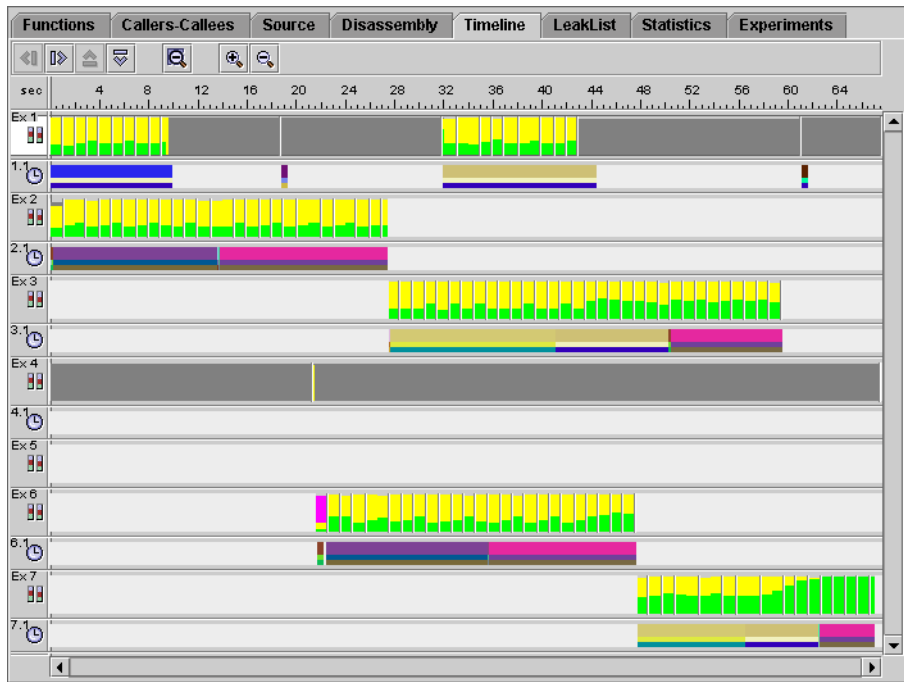 Functions Callers-Callees Source Disassembly Timeline LeakList Statistics Experiments
sec 4 8 12 16 20 24 28 32 36 40 44 48 52 56 60 64
Ex 1
1.1
Ex 2
2.1
Ex 3
3.1
Ex 4
4.1
Ex 5
Ex 6
6.1
Ex 7
7.1